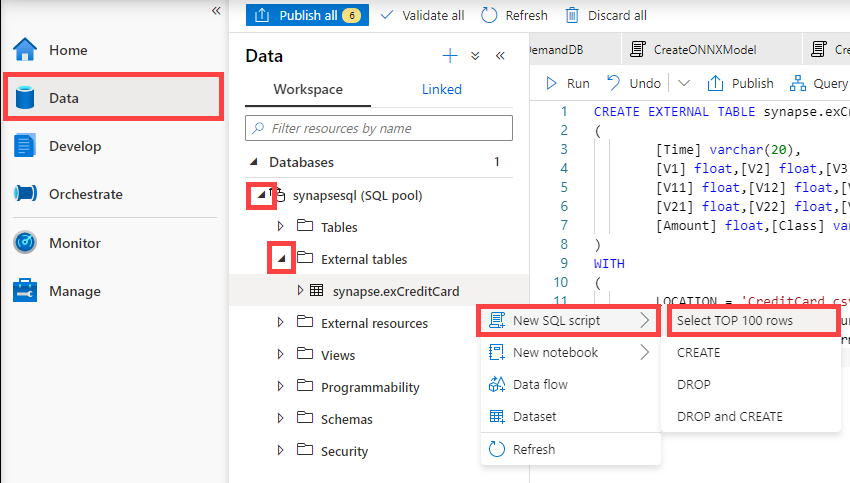 «
Publish all 6 Validate all Refresh Discard all
Home
Data
Develop
Orchestrate
Monitor
Manage
Data
Workspace Linked
Filter resources by name
Databases 1
synapsesql (SQL pool)
Tables
External tables
synapse.exCreditCard
External resources
Views
Programmability
Schemas
Security
New SQL script
New notebook
Data flow
Dataset
Refresh
Select TOP 100 rows
CREATE
DROP
DROP and CREATE
CreateONNXModel
Run Undo Publish Query
1 CREATE EXTERNAL TABLE synapse.exC
2 (
3 [Time] varchar(20),
4 [V1] float,[V2] float,[V3
5 [V11] float,[V12] float,[V
6 [V21] float,[V22] float,[V
7 [Amount] float,[Class] var
8 )
9 WITH
10 (
11 LOCATION = 'CreditCard.csv